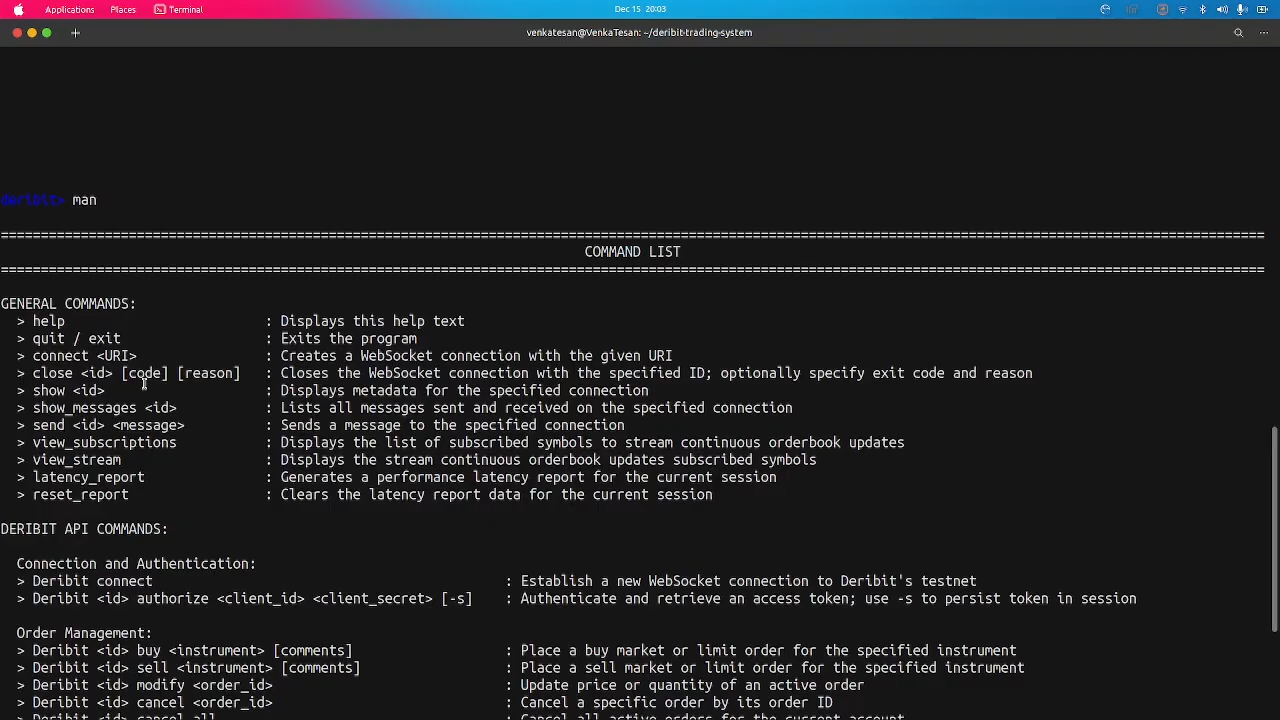 Applications Places Terminal Dec 15 20:03
venkatesan@VenkaTesan: ~/deribit-trading-system
deribit> man
================================================================================
COMMAND LIST
================================================================================
GENERAL COMMANDS:
> help : Displays this help text
> quit / exit : Exits the program
> connect <URI> : Creates a WebSocket connection with the given URI
> close <id> [code] [reason] : Closes the WebSocket connection with the specified ID; optionally specify exit code and reason
> show <id> : Displays metadata for the specified connection
> show_messages <id> : Lists all messages sent and received on the specified connection
> send <id> <message> : Sends a message to the specified connection
> view_subscriptions : Displays the list of subscribed symbols to stream continuous orderbook updates
> view_stream : Displays the stream continuous orderbook updates subscribed symbols
> latency_report : Generates a performance latency report for the current session
> reset_report : Clears the latency report data for the current session
DERIBIT API COMMANDS:
Connection and Authentication:
> Deribit connect : Establish a new WebSocket connection to Deribit's testnet
> Deribit <id> authorize <client_id> <client_secret> [-s] : Authenticate and retrieve an access token; use -s to persist token in session
Order Management:
> Deribit <id> buy <instrument> [comments] : Place a buy market or limit order for the specified instrument
> Deribit <id> sell <instrument> [comments] : Place a sell market or limit order for the specified instrument
> Deribit <id> modify <order_id> : Update price or quantity of an active order
> Deribit <id> cancel <order_id> : Cancel a specific order by its order ID
> Deribit <id> cancel_all : Cancel all active orders for the current account